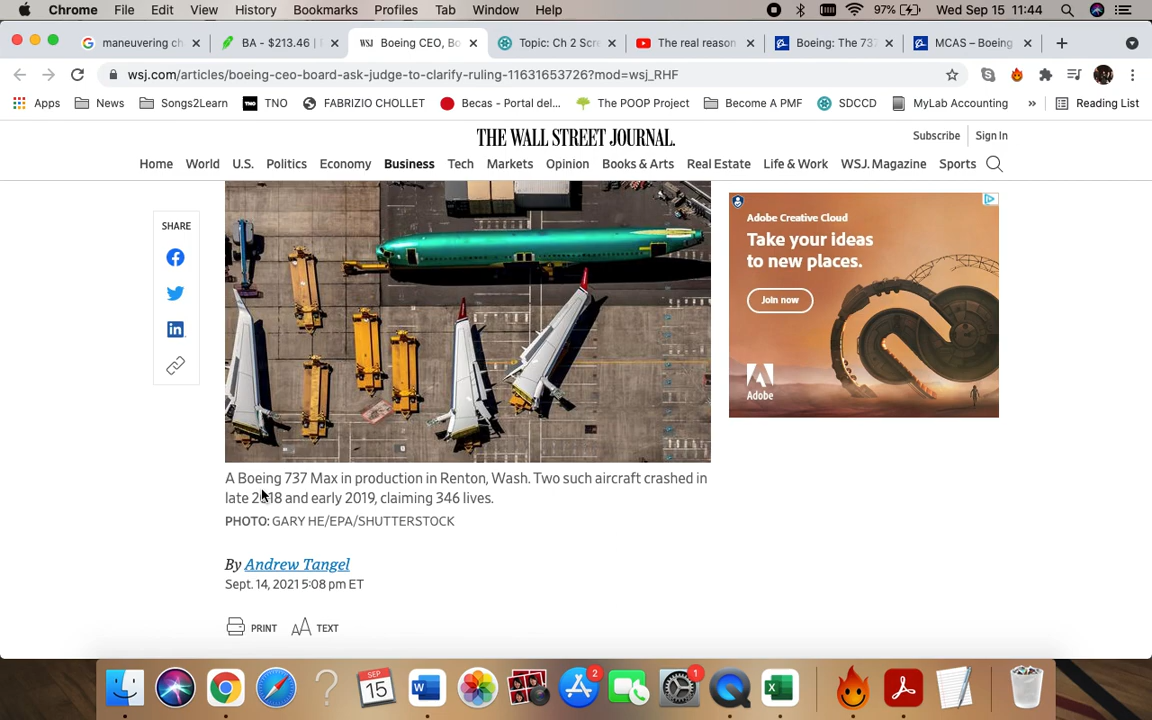 Chrome File Edit View History Bookmarks Profiles Tab Window Help 97% Wed Sep 15 11:44
maneuvering ch BA - $213.46 | WSJ Boeing CEO, Bo Topic: Ch 2 Scr The real reason Boeing: The 737 MCAS – Boeing
wsj.com/articles/boeing-ceo-board-ask-judge-to-clarify-ruling-11631653726?mod=wsj_RHF
Apps News Songs2Learn TNO TNO FABRIZIO CHOLLET Becas - Portal del... The POOP Project Become A PMF SDCCD MyLab Accounting » Reading List
THE WALL STREET JOURNAL.
Subscribe Sign In
Home World U.S. Politics Economy Business Tech Markets Opinion Books & Arts Real Estate Life & Work WSJ. Magazine Sports
SHARE
A Boeing 737 Max in production in Renton, Wash. Two such aircraft crashed in
late 2018 and early 2019, claiming 346 lives.
PHOTO: GARY HE/EPA/SHUTTERSTOCK
By Andrew Tangel
Sept. 14, 2021 5:08 pm ET
PRINT AA TEXT
Adobe Creative Cloud
Take your ideas
to new places.
Join now
Adobe
SEP
15
2
1